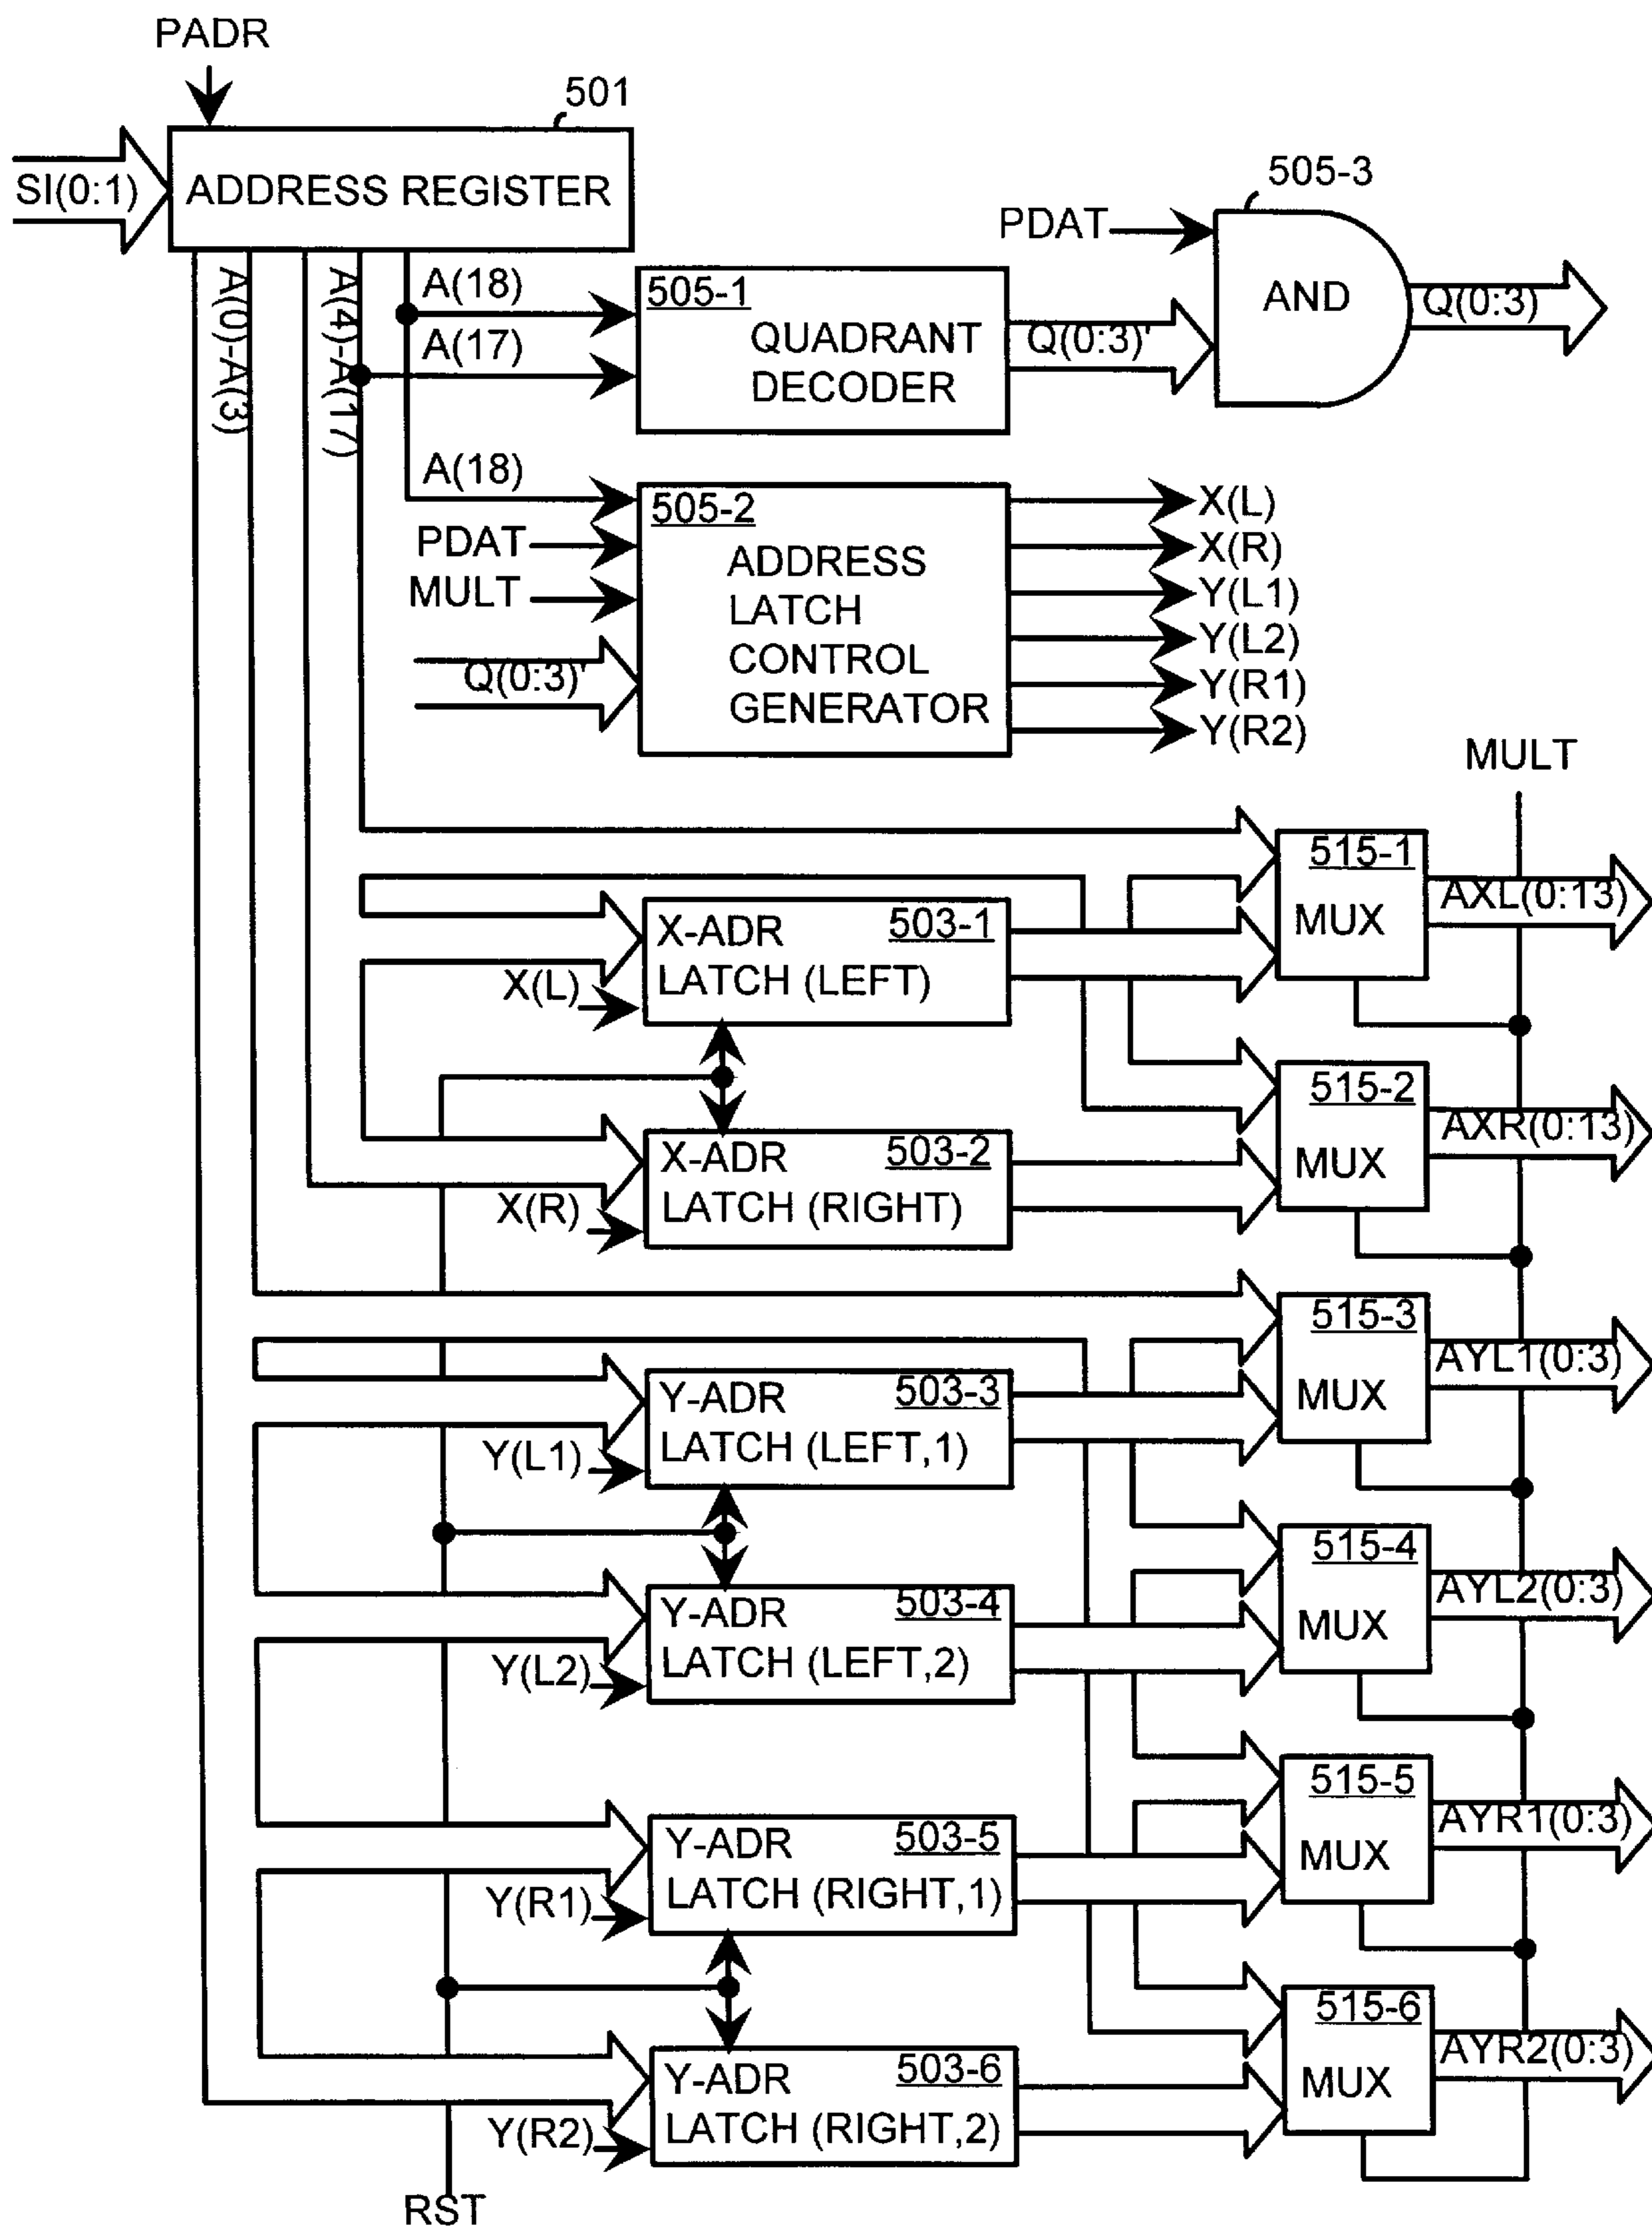 PADR
501
SI(0:1)
ADDRESS REGISTER
505-3
PDAT
AND
Q(0:3)
A(0)-A(3)
A(4)-A(17)
A(18)
A(17)
505-1
QUADRANT
DECODER
Q(0:3)'
A(18)
PDAT
MULT
Q(0:3)'
505-2
ADDRESS
LATCH
CONTROL
GENERATOR
X(L)
X(R)
Y(L1)
Y(L2)
Y(R1)
Y(R2)
MULT
515-1
MUX
AXL(0:13)
X-ADR 503-1
LATCH (LEFT)
X(L)
515-2
MUX
AXR(0:13)
X-ADR 503-2
LATCH (RIGHT)
X(R)
515-3
MUX
AYL1(0:3)
Y-ADR 503-3
LATCH (LEFT,1)
Y(L1)
515-4
MUX
AYL2(0:3)
Y-ADR 503-4
LATCH (LEFT,2)
Y(L2)
515-5
MUX
AYR1(0:3)
Y-ADR 503-5
LATCH (RIGHT,1)
Y(R1)
515-6
MUX
AYR2(0:3)
Y-ADR 503-6
LATCH (RIGHT,2)
Y(R2)
RST